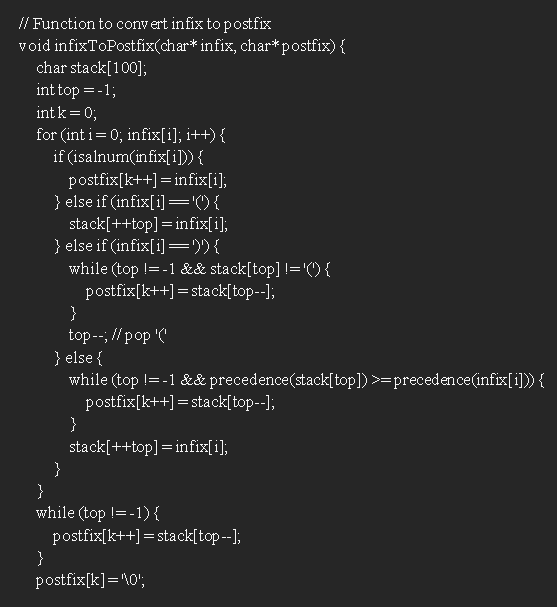 // Function to convert infix to postfix
void infixToPostfix(char* infix, char* postfix) {
    char stack[100];
    int top = -1;
    int k = 0;
    for (int i = 0; infix[i]; i++) {
        if (isalnum(infix[i])) {
            postfix[k++] = infix[i];
        } else if (infix[i] == '(') {
            stack[++top] = infix[i];
        } else if (infix[i] == ')') {
            while (top != -1 && stack[top] != '(') {
                postfix[k++] = stack[top--];
            }
            top--; // pop '('
        } else {
            while (top != -1 && precedence(stack[top]) >= precedence(infix[i])) {
                postfix[k++] = stack[top--];
            }
            stack[++top] = infix[i];
        }
    }
    while (top != -1) {
        postfix[k++] = stack[top--];
    }
    postfix[k] = '\0';